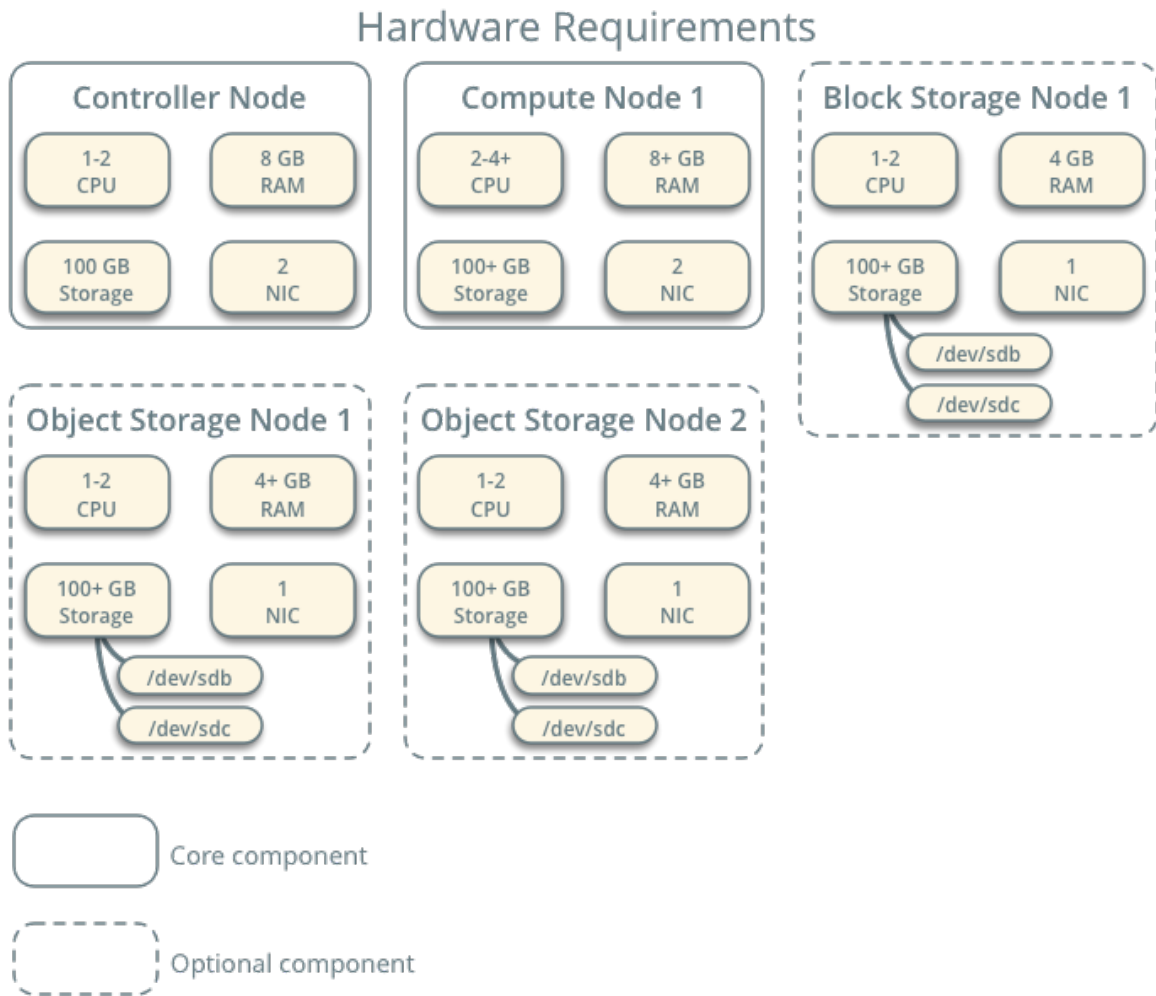 Hardware Requirements
Controller Node
1-2
CPU
8 GB
RAM
100 GB
Storage
2
NIC
Compute Node 1
2-4+
CPU
8+ GB
RAM
100+ GB
Storage
2
NIC
Block Storage Node 1
1-2
CPU
4 GB
RAM
100+ GB
Storage
1
NIC
/dev/sdb
/dev/sdc
Object Storage Node 1
1-2
CPU
4+ GB
RAM
100+ GB
Storage
1
NIC
/dev/sdb
/dev/sdc
Object Storage Node 2
1-2
CPU
4+ GB
RAM
100+ GB
Storage
1
NIC
/dev/sdb
/dev/sdc
Core component
Optional component